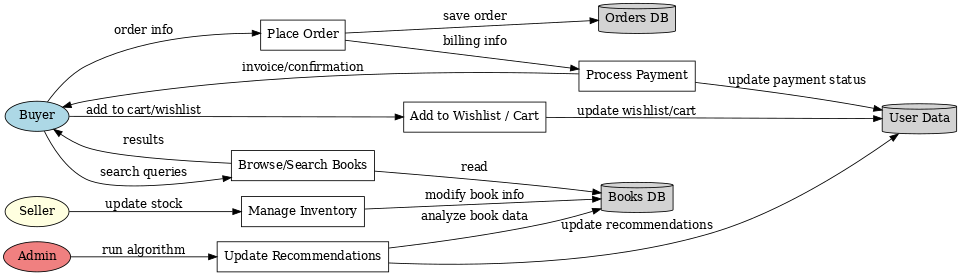 save order
Orders DB
order info
Place Order
billing info
invoice/confirmation
Process Payment
update payment status
Buyer
add to cart/wishlist
Add to Wishlist / Cart
update wishlist/cart
User Data
results
Browse/Search Books
read
search queries
modify book info
Books DB
Seller
update stock
Manage Inventory
analyze book data
update recommendations
Admin
run algorithm
Update Recommendations